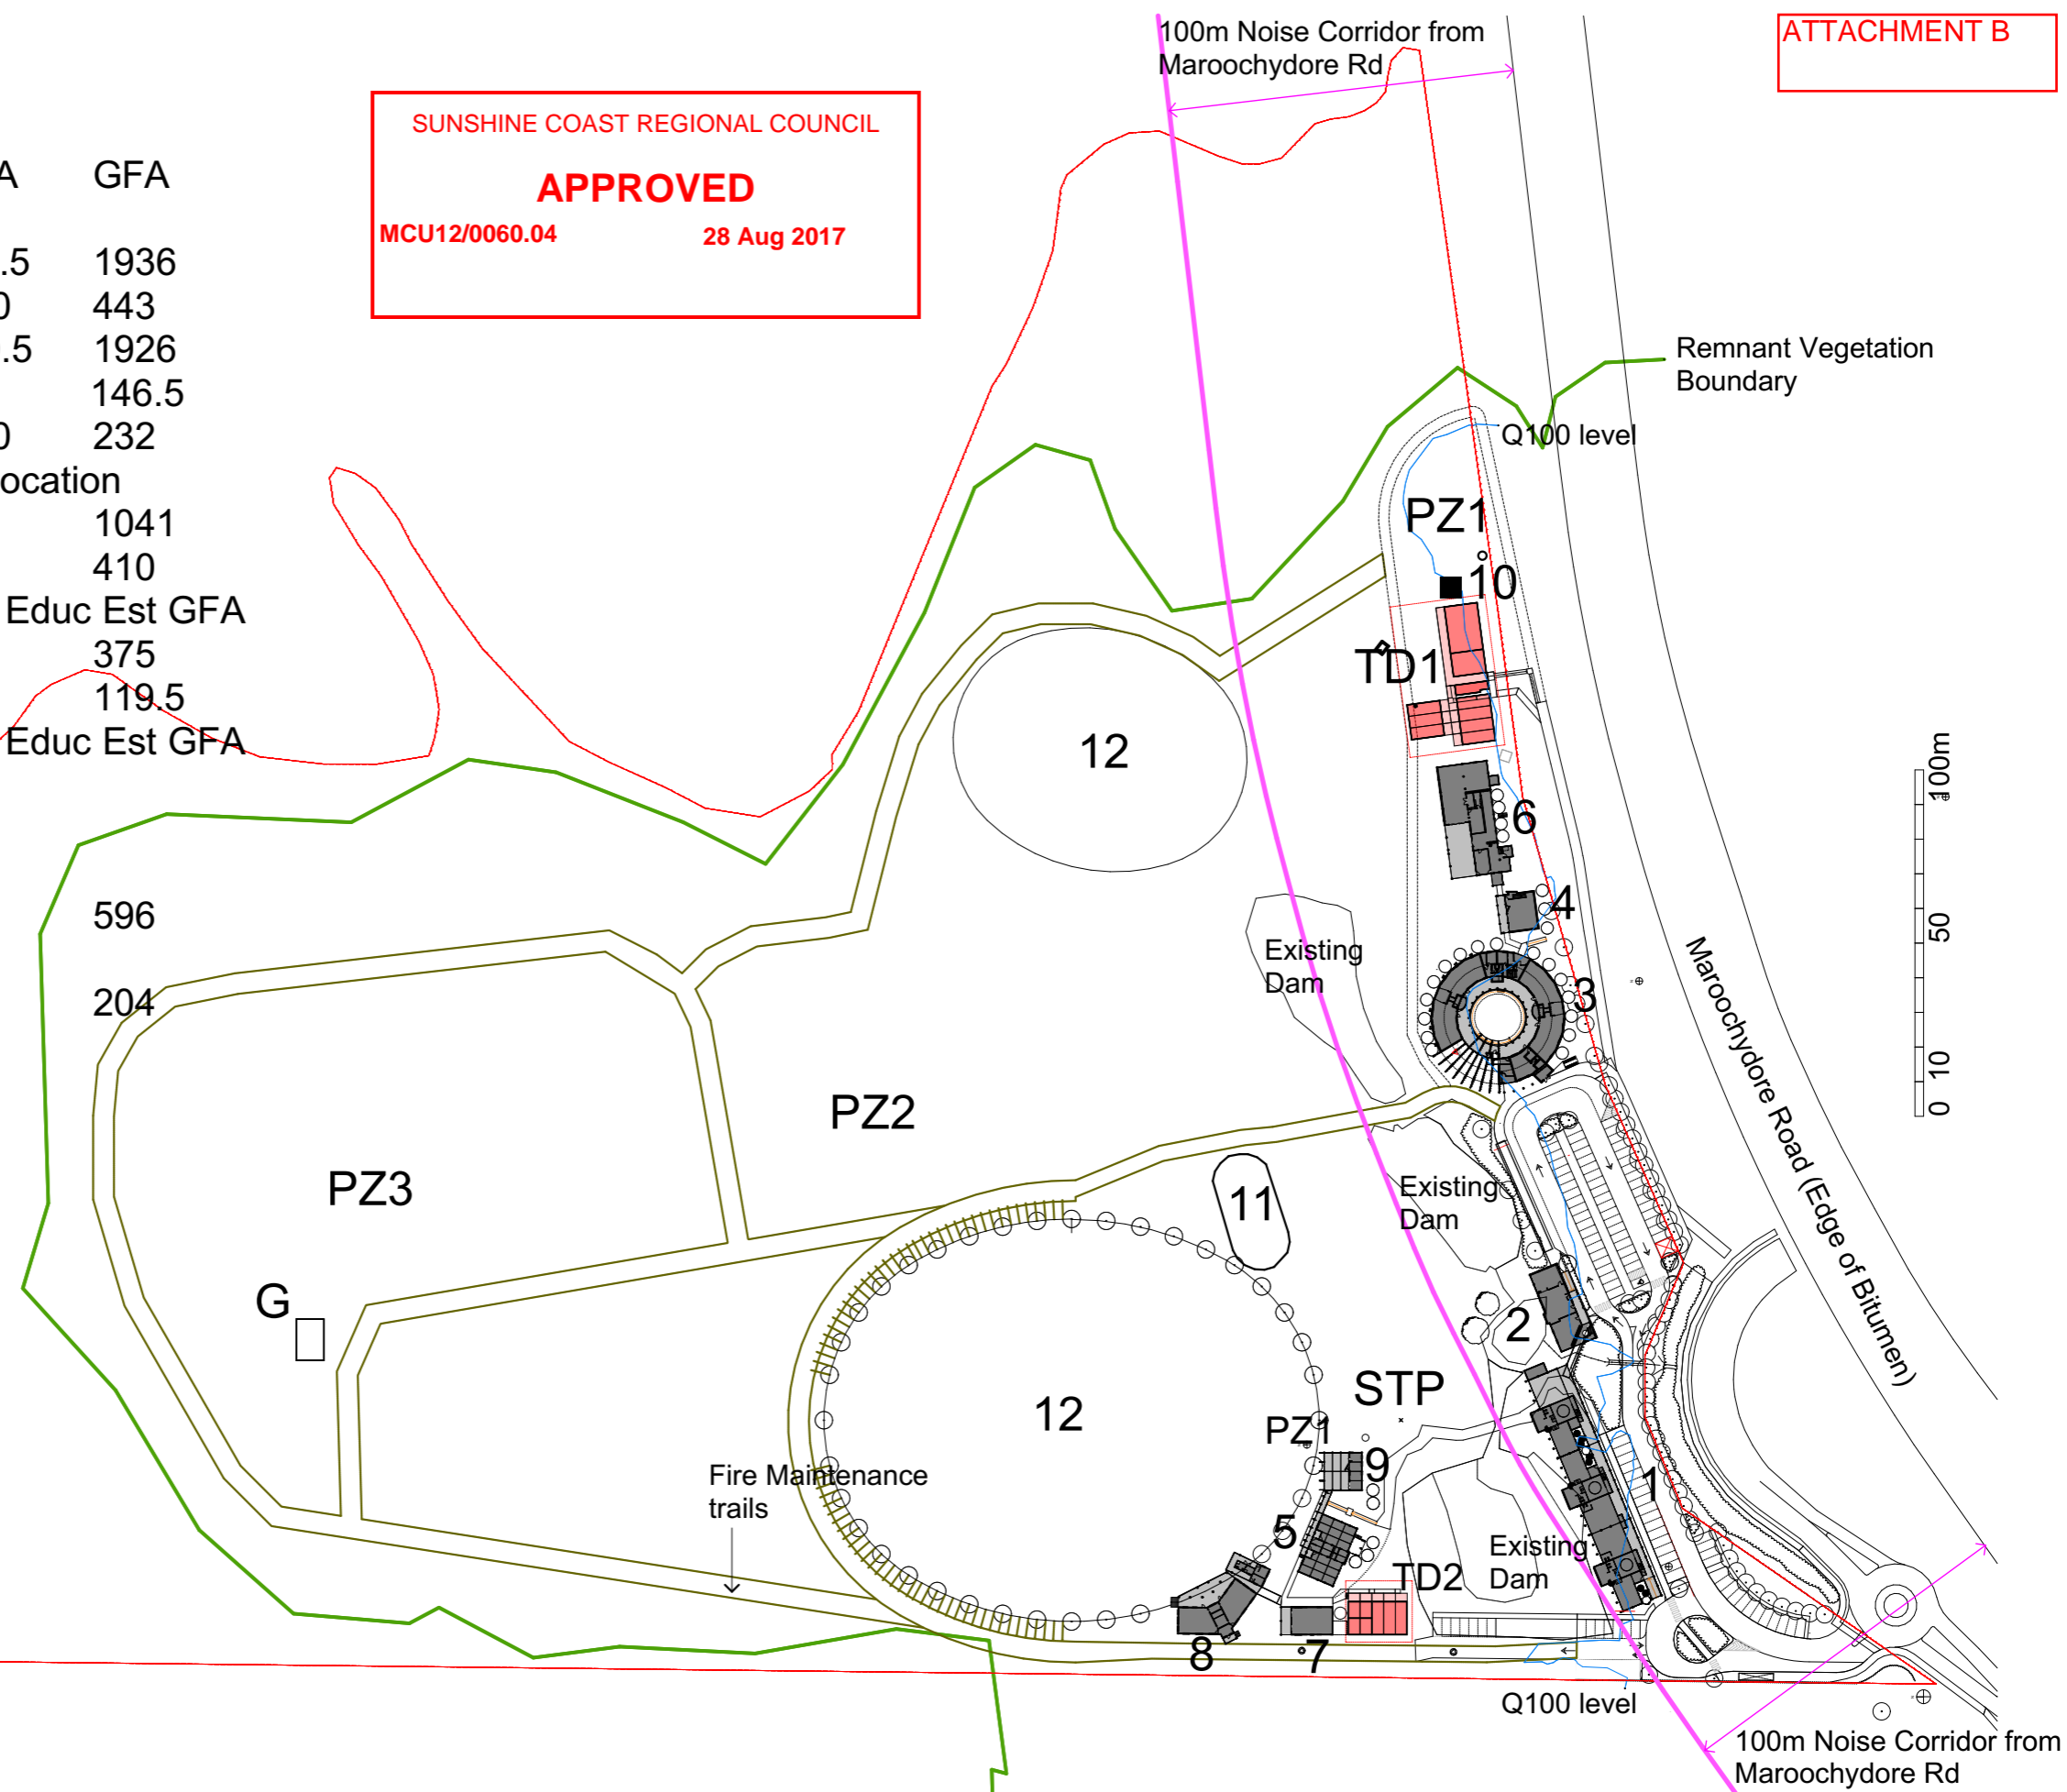 ATTACHMENT B
100m Noise Corridor from
Maroochydore Rd
SUNSHINE COAST REGIONAL COUNCIL
APPROVED
MCU12/0060.04 28 Aug 2017
A GFA
.5 1936
0 443
.5 1926
146.5
0 232
ocation
1041
410
Educ Est GFA
375
119.5
Educ Est GFA
596
204
Remnant Vegetation
Boundary
Q100 level
PZ1
10
TD1
12
6
4
Existing
Dam
3
100m
50
10
0
Maroochydore Road (Edge of Bitumen)
PZ2
PZ3
11
Existing
Dam
G
2
STP
12
PZ1
9
1
Fire Maintenance
trails
5
TD2
Existing
Dam
8
7
Q100 level
100m Noise Corridor from
Maroochydore Rd